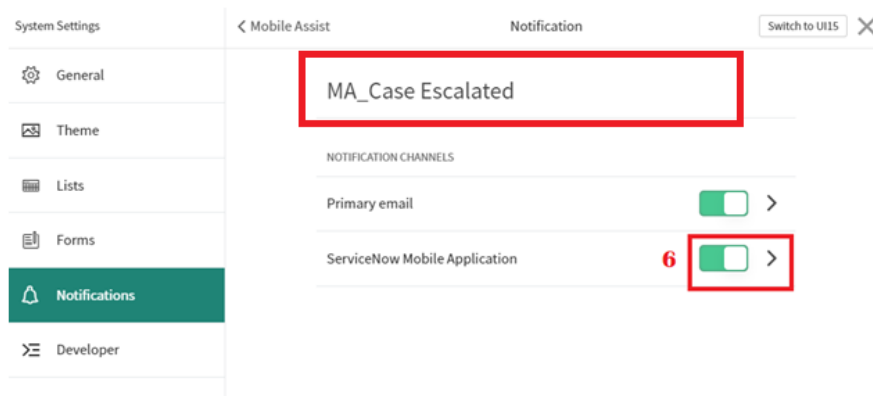 System Settings
Mobile Assist
Notification
Switch to UI15
General
Theme
Lists
Forms
Notifications
Developer
MA_Case Escalated
NOTIFICATION CHANNELS
Primary email
ServiceNow Mobile Application
6